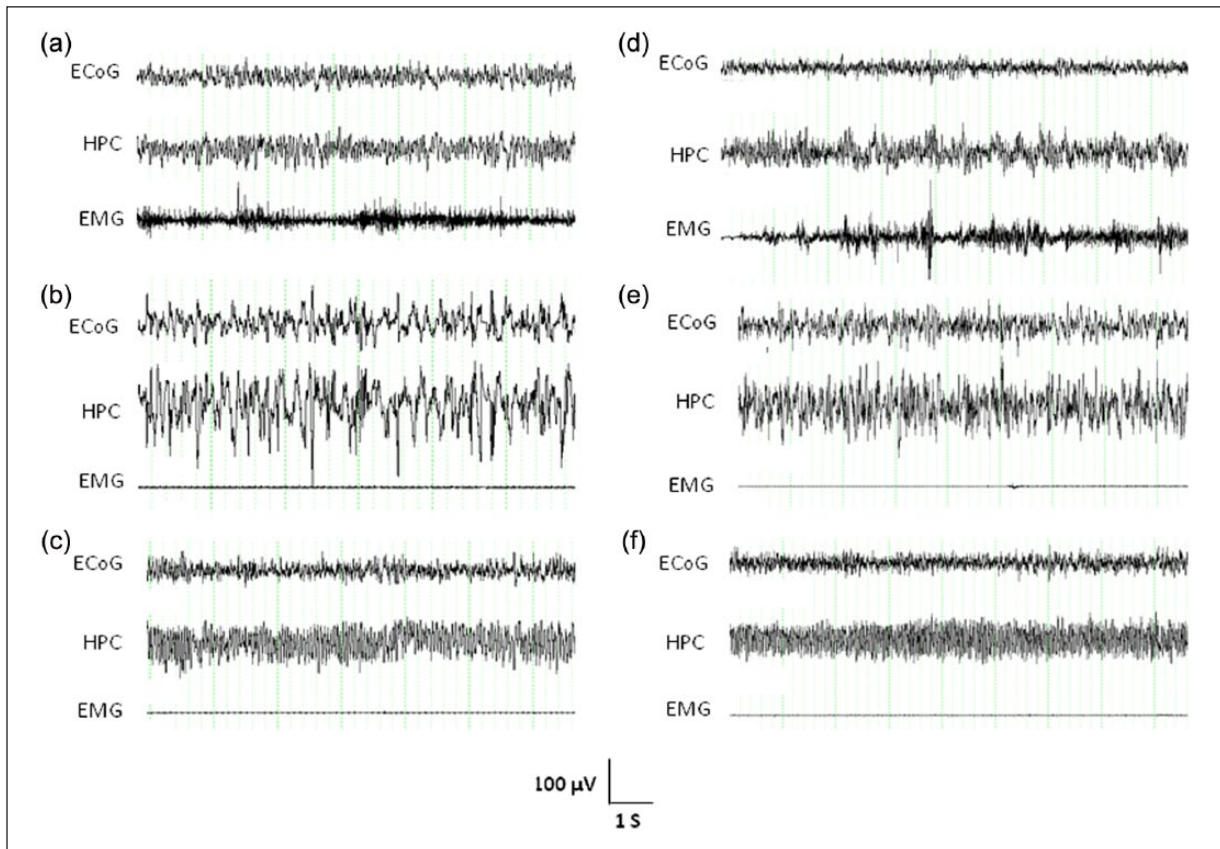 (a)
ECoG
HPC
EMG
(b)
ECoG
HPC
EMG
(c)
ECoG
HPC
EMG
(d)
ECoG
HPC
EMG
(e)
ECoG
HPC
EMG
(f)
ECoG
HPC
EMG
100 µV
1 S